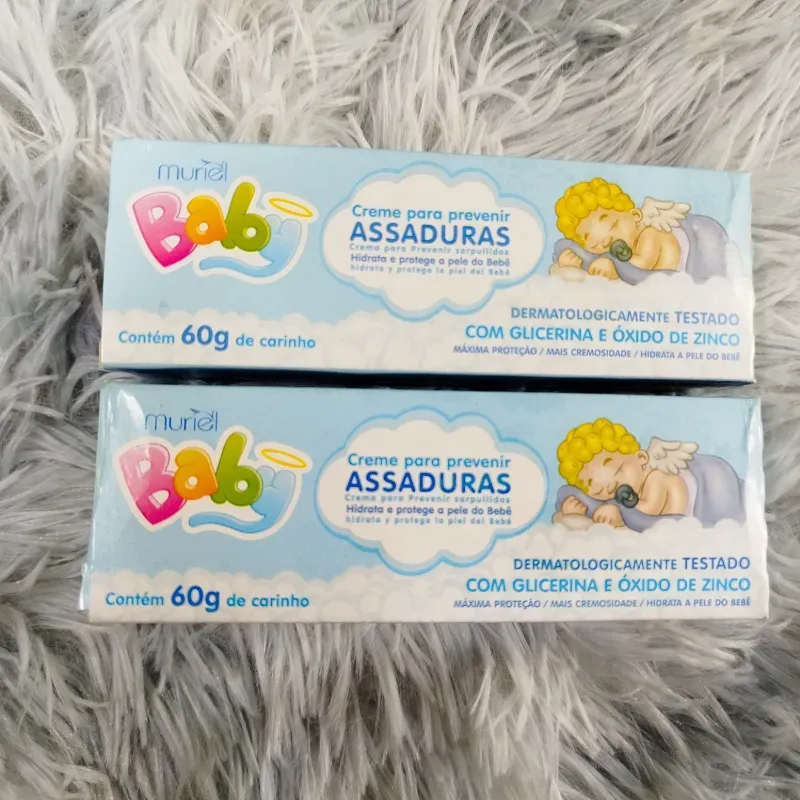 muriel
Baby
Creme para prevenir
ASSADURAS
Creme para Prevenir sarpullidos
Hidrata e protege a pele do Bebê
hidrata y protege la piel del Bebê
DERMATOLOGICAMENTE TESTADO
COM GLICERINA E ÓXIDO DE ZINCO
MÁXIMA PROTEÇÃO / MAIS CREMOSIDADE / HIDRATA A PELE DO BEBÊ
Contém 60g de carinho
muriel
Baby
Creme para prevenir
ASSADURAS
Creme para Prevenir sarpullidos
Hidrata e protege a pele do Bebê
hidrata y protege la piel del Bebê
DERMATOLOGICAMENTE TESTADO
COM GLICERINA E ÓXIDO DE ZINCO
MÁXIMA PROTEÇÃO / MAIS CREMOSIDADE / HIDRATA A PELE DO BEBÊ
Contém 60g de carinho